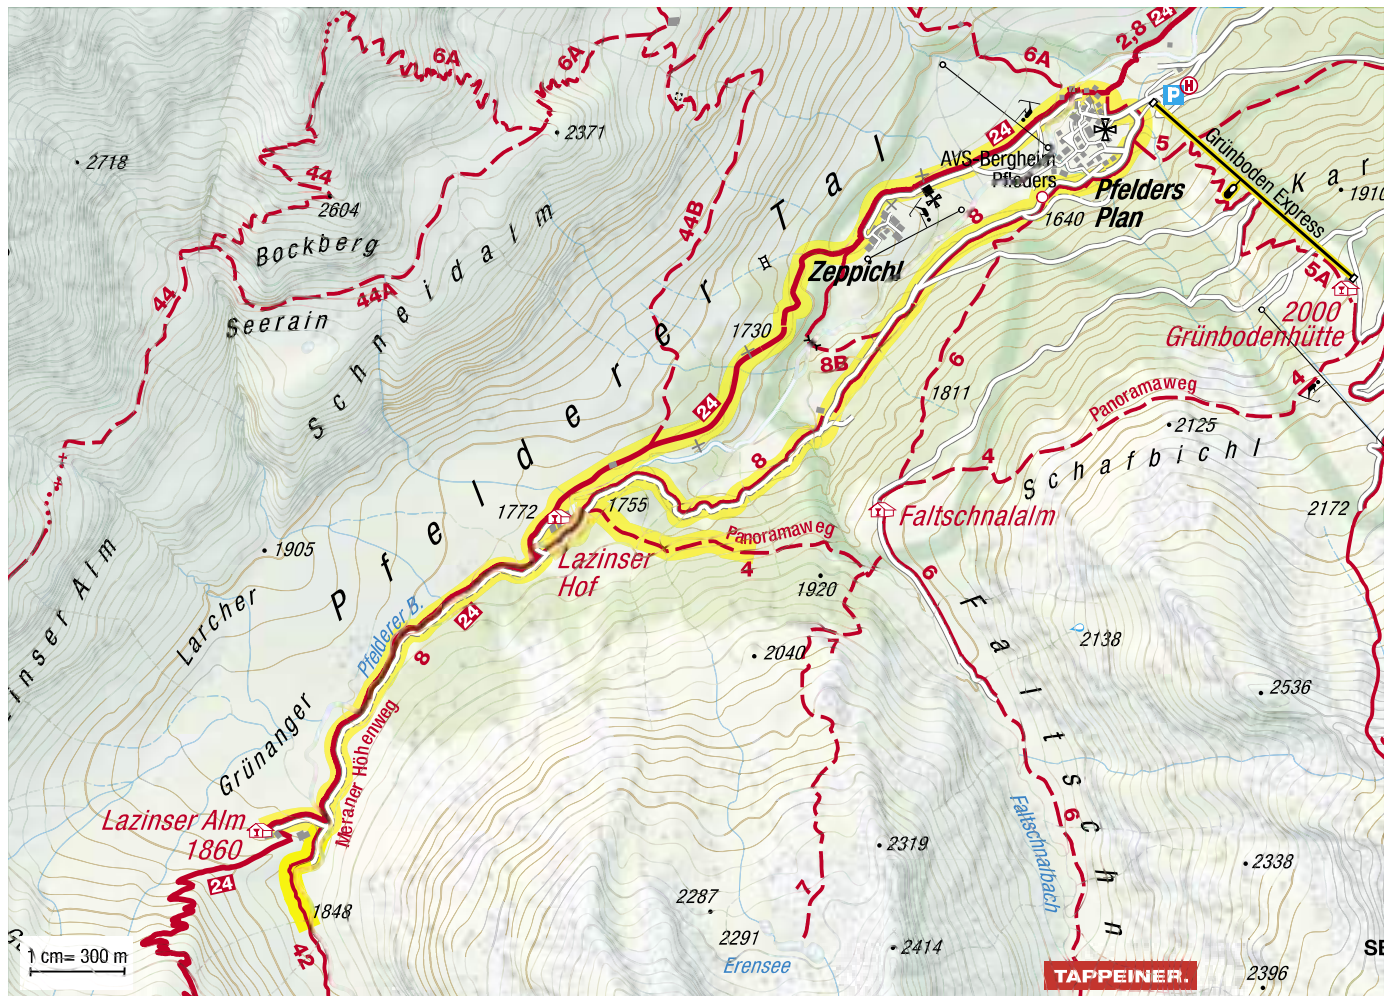 2,8
24
6A
6A
6A
P
H
2371
2718
24
5
Grünboden Express
Kar
1910
AVS-Bergheim
Pfelders
44
2604
Pfelders
Plan
1640
8
44B
Bockberg
Zeppichl
5A
44
44A
Seerain
Schneidalm
Pfelderer Tal
2000
Grünbodenhütte
1730
8B
6
4
1811
Panoramaweg
24
2125
4
Schafbichl
8
1772
1755
2172
Faltschnalalm
Panoramaweg
1905
Lazinser
Hof
4
6
1920
Larcher
Pfelderer B.
24
8
7
2040
2138
Faltschn
2536
Grünanger
Meraner Höhenweg
Lazinser Alm
1860
6
Faltschnalbach
2319
2338
24
7
2287
1848
42
2291
Erensee
2414
1 cm= 300 m
TAPPEINER.
2396